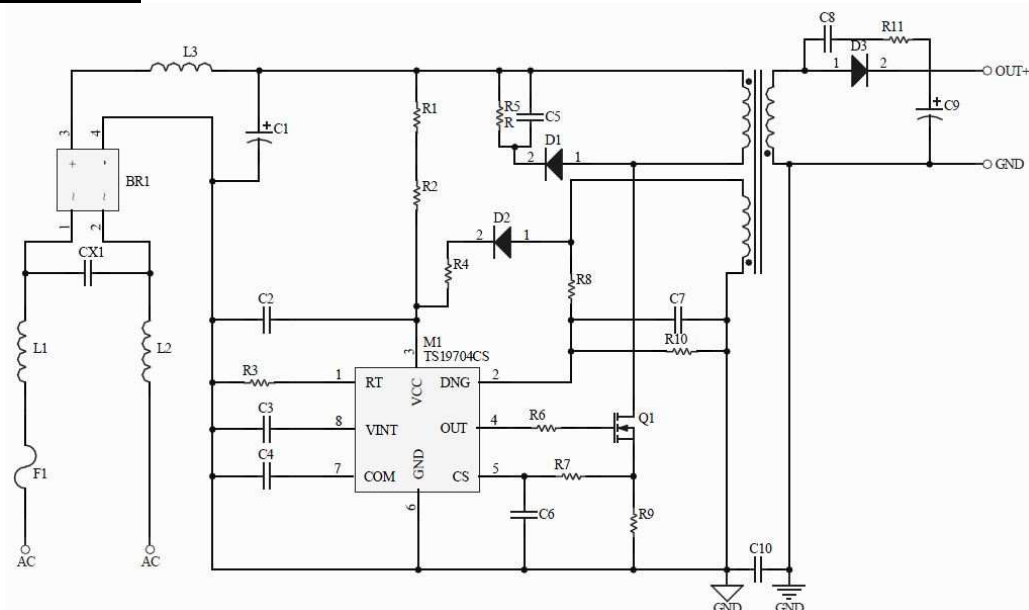 C8
R11
L3
D3
1 2
OUT+
R1
R5
R
C5
C1
C9
3
4
D1
2 1
+ -
BR1
GND
~ ~
R2
1
2
D2
2 1
CX1
R4
R8
C2
C7
L1
L2
M1
TS19704CS
R10
3
R3
1
RT
VCC
DNG
2
C3
8
VINT
OUT
4
R6
Q1
C4
7
COM
GND
CS
5
R7
F1
6
C6
R9
C10
AC
AC
GND
GND